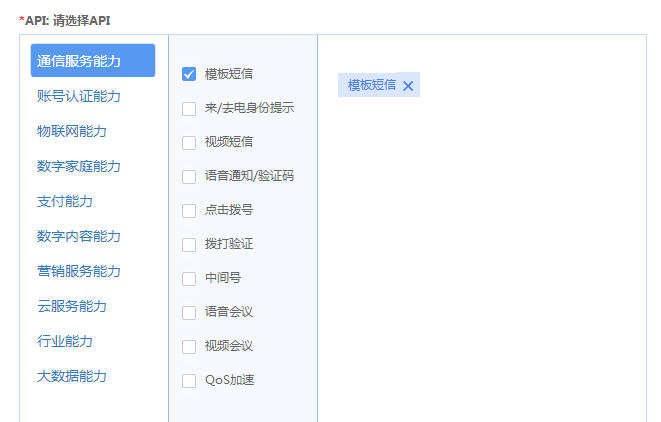 *API: 请选择API
通信服务能力
账号认证能力
物联网能力
数字家庭能力
支付能力
数字内容能力
营销服务能力
云服务能力
行业能力
大数据能力
模板短信
来/去电身份提示
视频短信
语音通知/验证码
点击拨号
拨打验证
中间号
语音会议
视频会议
QoS加速
模板短信